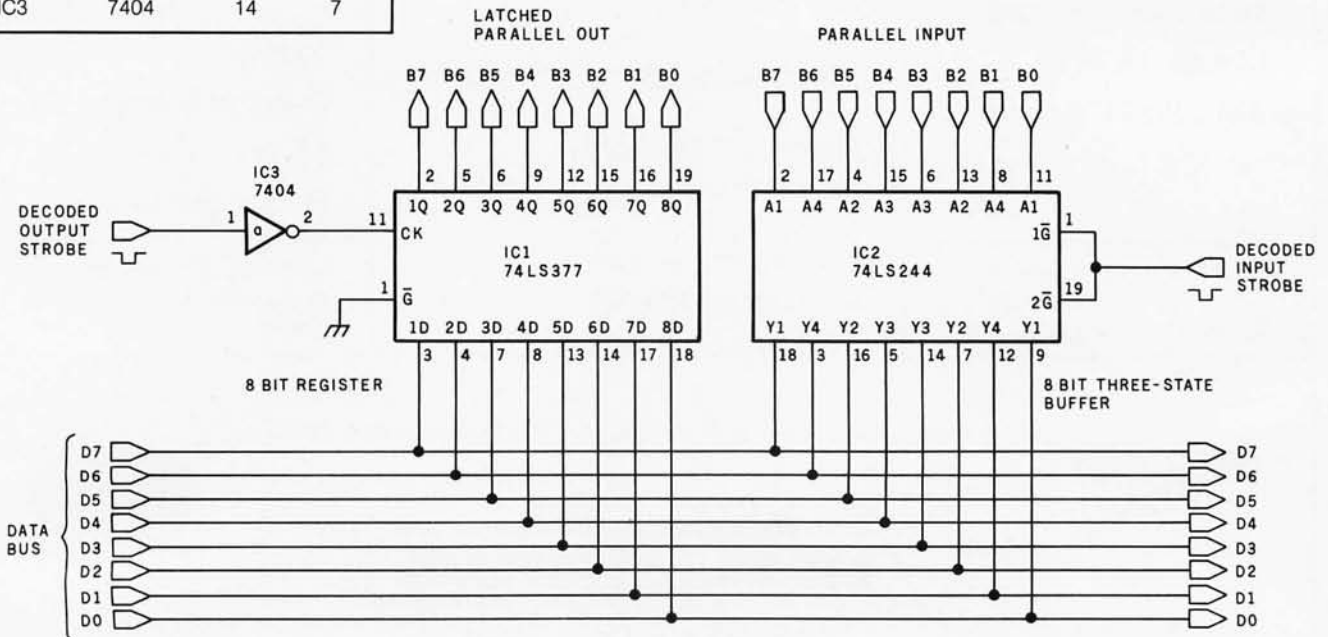 IC3 7404 14 7
LATCHED
PARALLEL OUT
PARALLEL INPUT
B7 B6 B5 B4 B3 B2 B1 B0
B7 B6 B5 B4 B3 B2 B1 B0
2 5 6 9 12 15 16 19
2 17 4 15 6 13 8 11
1Q 2Q 3Q 4Q 5Q 6Q 7Q 8Q
A1 A4 A2 A3 A3 A2 A4 A1
IC3
7404
DECODED
OUTPUT
STROBE
1
a
2
11
CK
IC1
74LS377
1
G̅
IC2
74LS244
1
1G̅
19
2G̅
DECODED
INPUT
STROBE
1D 2D 3D 4D 5D 6D 7D 8D
Y1 Y4 Y2 Y3 Y3 Y2 Y4 Y1
3 4 7 8 13 14 17 18
18 3 16 5 14 7 12 9
8 BIT REGISTER
8 BIT THREE-STATE
BUFFER
DATA
BUS
D7 D7
D6 D6
D5 D5
D4 D4
D3 D3
D2 D2
D1 D1
D0 D0